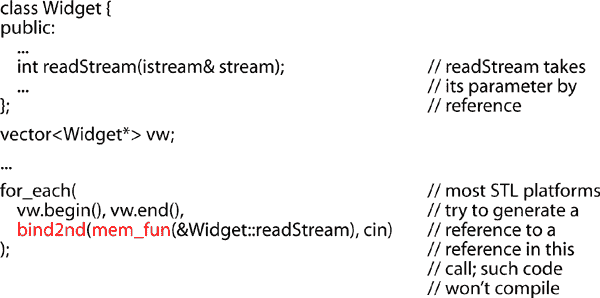 class Widget {
public:
...
int readStream(istream& stream); // readStream takes
... // its parameter by
}; // reference
vector<Widget*> vw;
...
for_each( // most STL platforms
vw.begin(), vw.end(), // try to generate a
bind2nd(mem_fun(&Widget::readStream), cin) // reference to a
); // reference in this
// call; such code
// won't compile